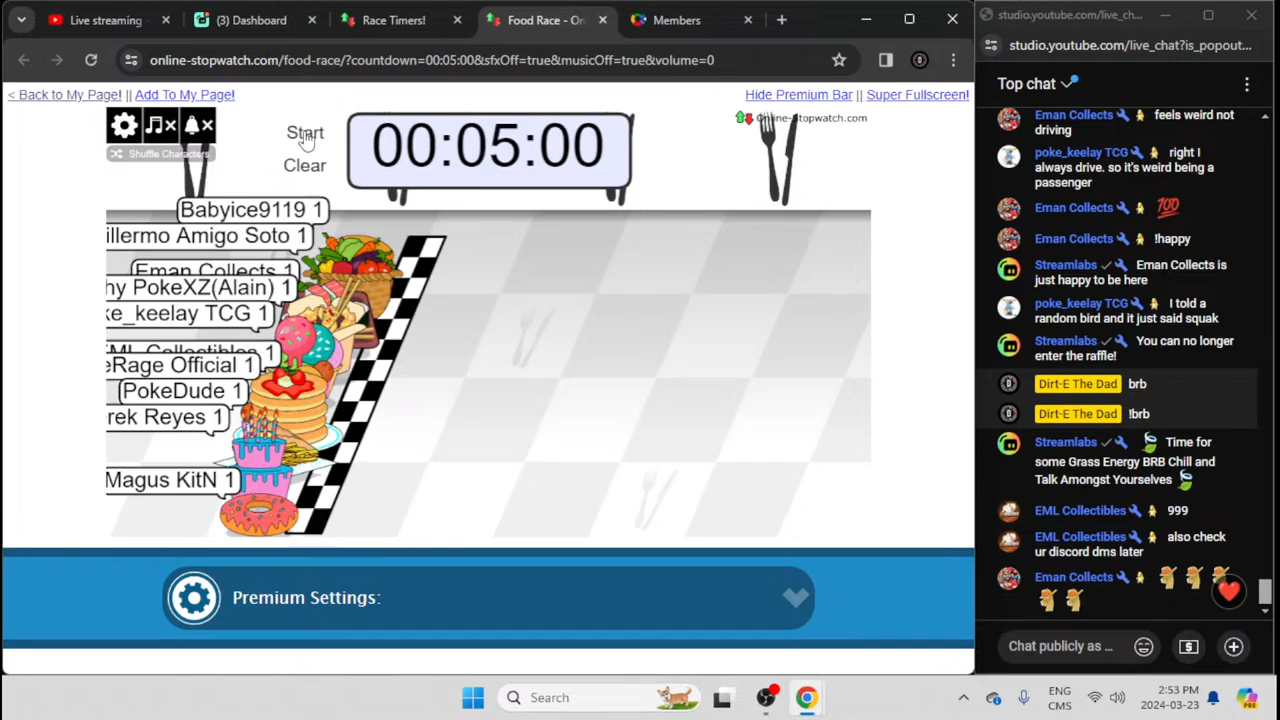 Live streaming
(3) Dashboard
Race Timers!
Food Race - On
Members
online-stopwatch.com/food-race/?countdown=00:05:00&sfxOff=true&musicOff=true&volume=0
< Back to My Page! || Add To My Page!
Hide Premium Bar || Super Fullscreen!
Start
Clear
00:05:00
Online-Stopwatch.com
Shuffle Characters
Babyice9119 1
illermo Amigo Soto 1
Eman Collects 1
hy PokeXZ(Alain) 1
ke_keelay TCG 1
EML Collectibles 1
eRage Official 1
PokeDude 1
rek Reyes 1
Magus KitN 1
Premium Settings:
studio.youtube.com/live_ch...
studio.youtube.com/live_chat?is_popout...
Top chat
Eman Collects feels weird not
driving
poke_keelay TCG right I
always drive. so it's weird being a
passenger
Eman Collects 100
Eman Collects !happy
Streamlabs Eman Collects is
just happy to be here
poke_keelay TCG I told a
random bird and it just said squak
Streamlabs You can no longer
enter the raffle!
Dirt-E The Dad brb
Dirt-E The Dad !brb
Streamlabs Time for
some Grass Energy BRB Chill and
Talk Amongst Yourselves
EML Collectibles 999
EML Collectibles also check
ur discord dms later
Eman Collects
Chat publicly as ...
Search
ENG
CMS
2:53 PM
2024-03-23
PRE